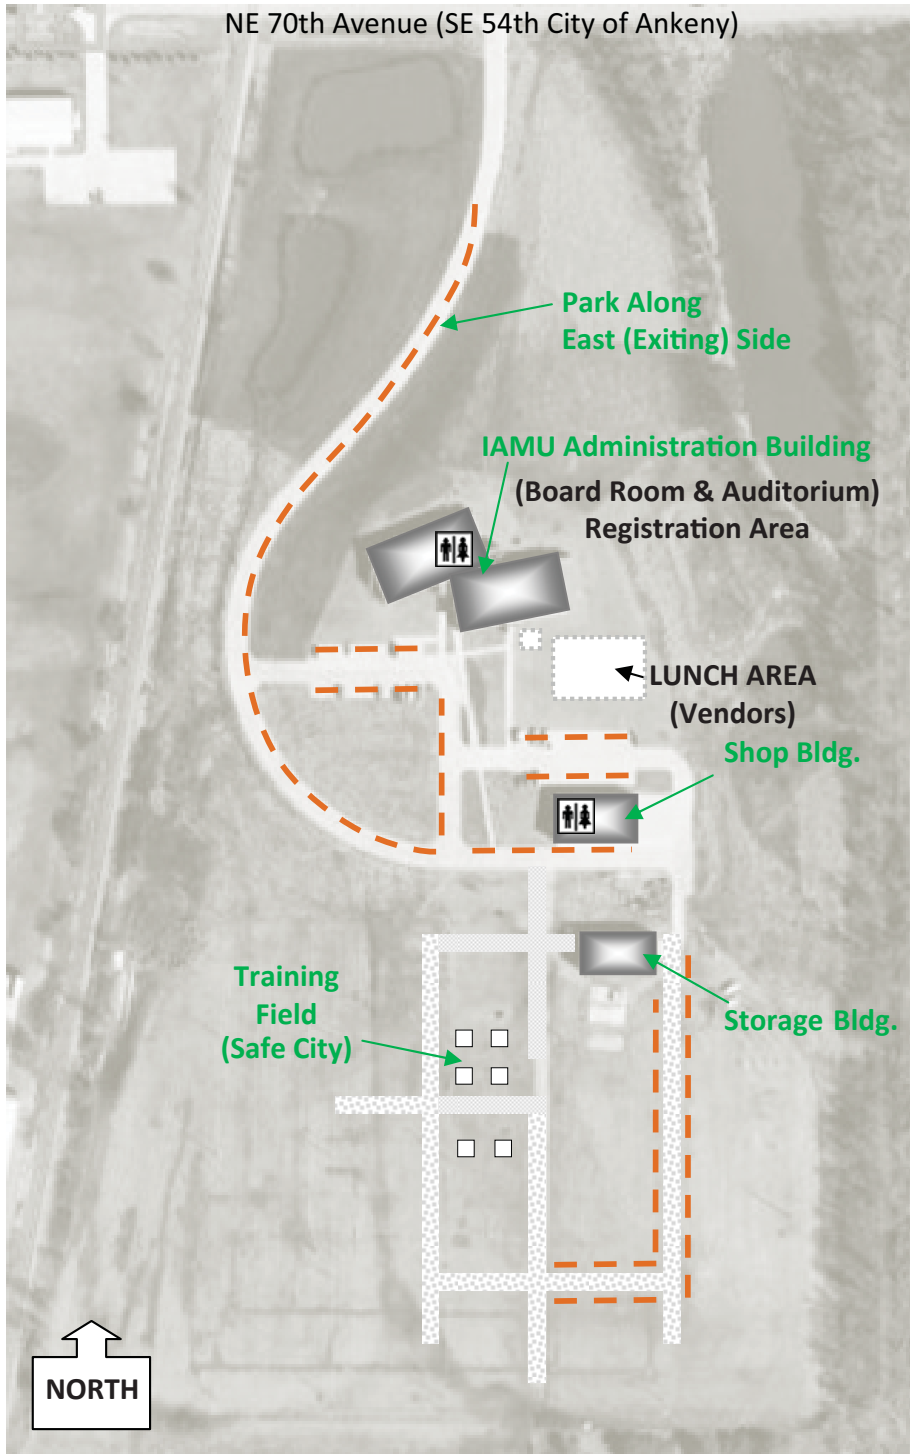 NE 70th Avenue (SE 54th City of Ankeny)
Park Along
East (Exiting) Side
IAMU Administration Building
(Board Room & Auditorium)
Registration Area
LUNCH AREA
(Vendors)
Shop Bldg.
Training
Field
(Safe City)
Storage Bldg.
NORTH